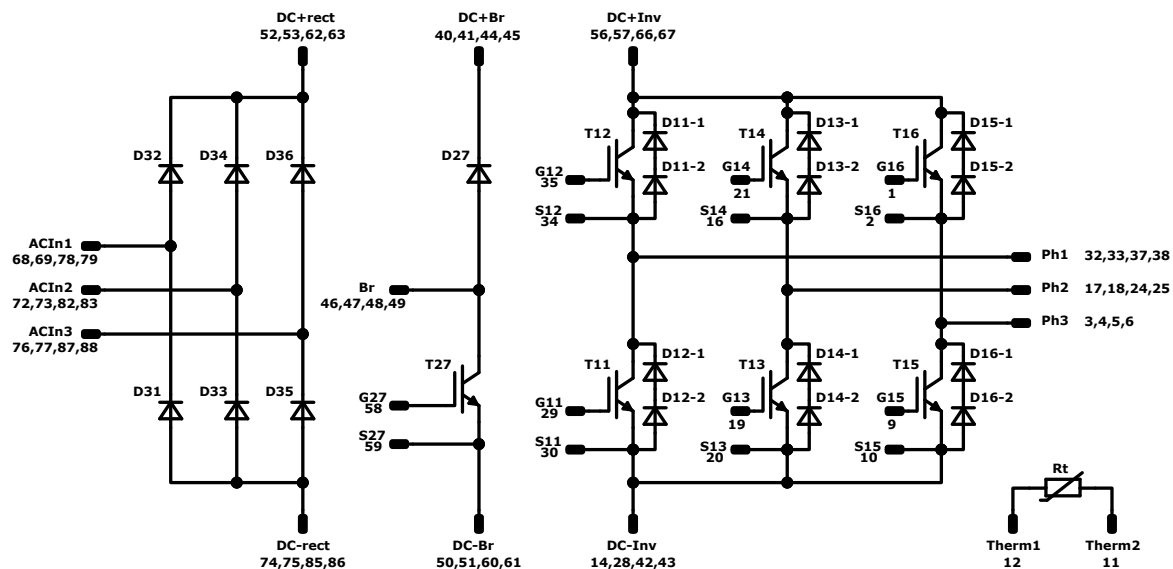 DC+rect
52,53,62,63
DC+Br
40,41,44,45
DC+Inv
56,57,66,67
D32
D34
D36
D27
T12
D11-1
D11-2
G12
35
S12
34
T14
D13-1
D13-2
G14
21
S14
16
T16
D15-1
D15-2
G16
1
S16
2
ACIn1
68,69,78,79
ACIn2
72,73,82,83
ACIn3
76,77,87,88
Br
46,47,48,49
Ph1 32,33,37,38
Ph2 17,18,24,25
Ph3 3,4,5,6
D31
D33
D35
T27
G27
58
S27
59
T11
D12-1
D12-2
G11
29
S11
30
T13
D14-1
D14-2
G13
19
S13
20
T15
D16-1
D16-2
G15
9
S15
10
Rt
DC-rect
74,75,85,86
DC-Br
50,51,60,61
DC-Inv
14,28,42,43
Therm1
12
Therm2
11